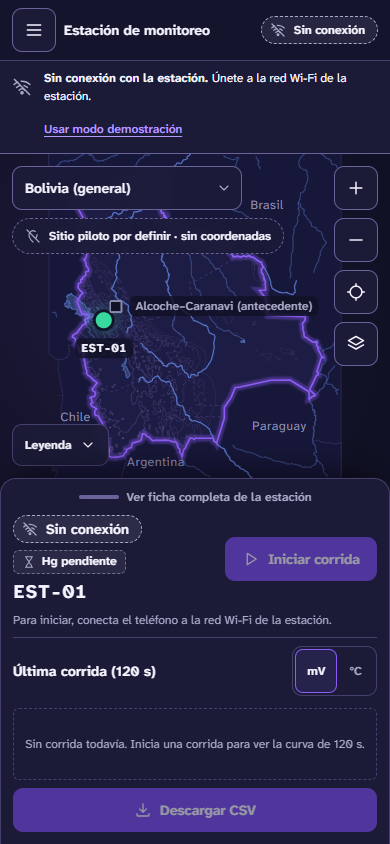 Estación de monitoreo
Sin conexión
Sin conexión con la estación. Únete a la red Wi-Fi de la
estación.
Usar modo demostración
Bolivia (general)
Brasil
Sitio piloto por definir · sin coordenadas
Alcoche-Caranavi (antecedente)
EST-01
Chile
Paraguay
Leyenda
Argentina
Ver ficha completa de la estación
Sin conexión
Hg pendiente
Iniciar corrida
EST-01
Para iniciar, conecta el teléfono a la red Wi-Fi de la estación.
Última corrida (120 s)
mV
°C
Sin corrida todavía. Inicia una corrida para ver la curva de 120 s.
Descargar CSV